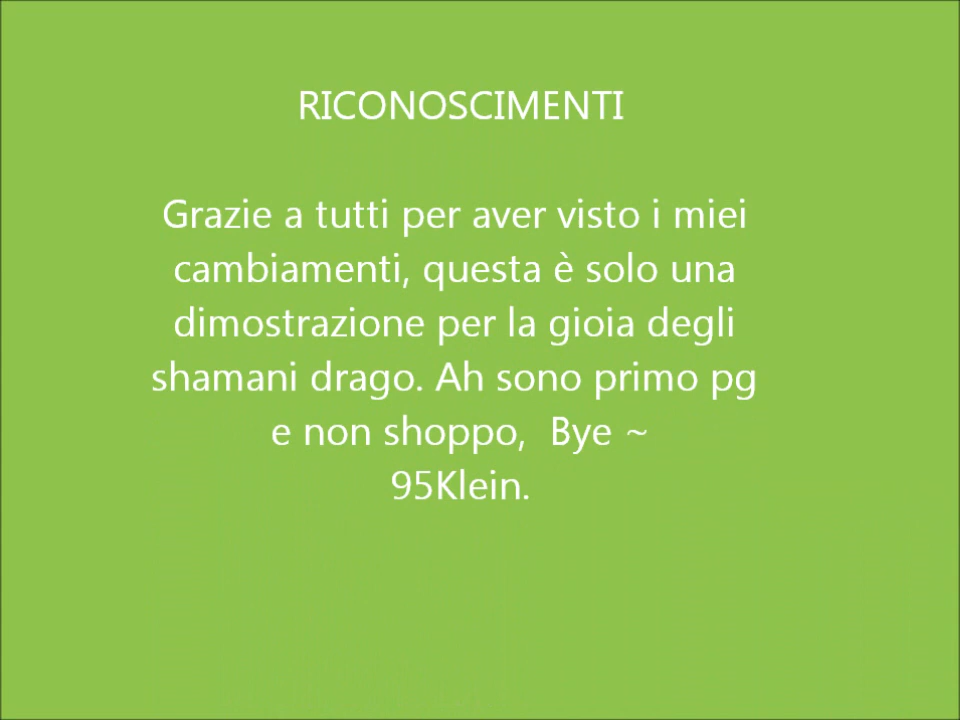 RICONOSCIMENTI
Grazie a tutti per aver visto i miei
cambiamenti, questa è solo una
dimostrazione per la gioia degli
shamani drago. Ah sono primo pg
e non shoppo,  Bye ~
95Klein.